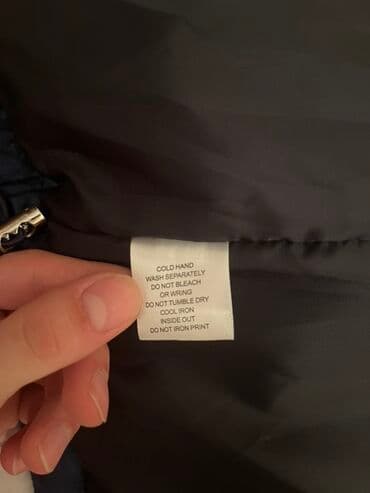 COLD HAND
WASH SEPARATELY
DO NOT BLEACH
OR WRING
DO NOT TUMBLE DRY
COOL IRON
INSIDE OUT
DO NOT IRON PRINT